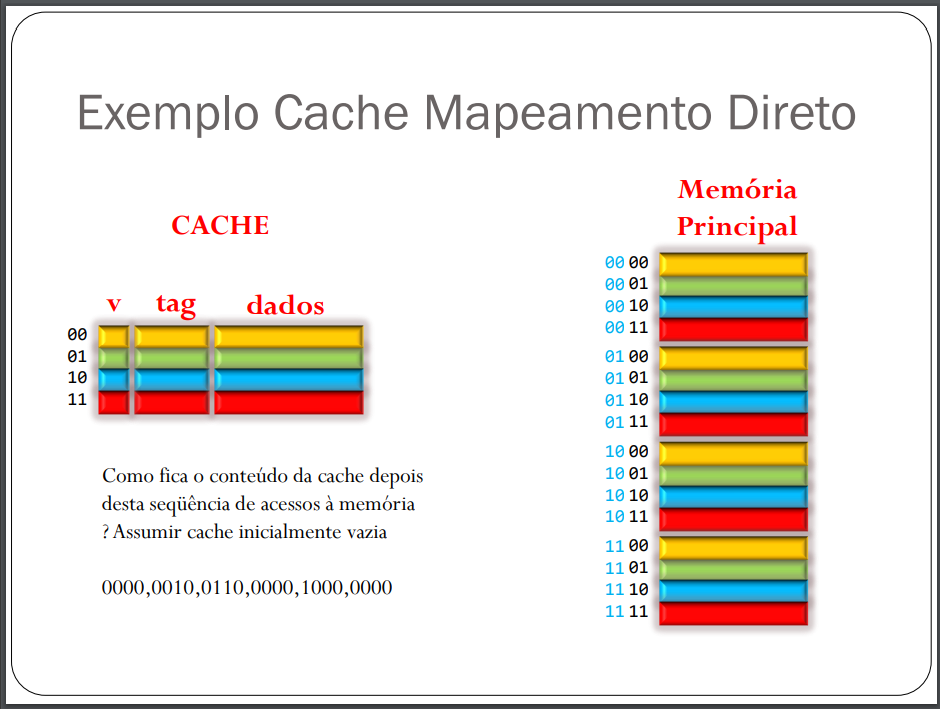 Exemplo Cache Mapeamento Direto
CACHE
v tag dados
00
01
10
11
Como fica o conteúdo da cache depois
desta seqüência de acessos à memória
? Assumir cache inicialmente vazia
0000,0010,0110,0000,1000,0000
Memória
Principal
00 00
00 01
00 10
00 11
01 00
01 01
01 10
01 11
10 00
10 01
10 10
10 11
11 00
11 01
11 10
11 11